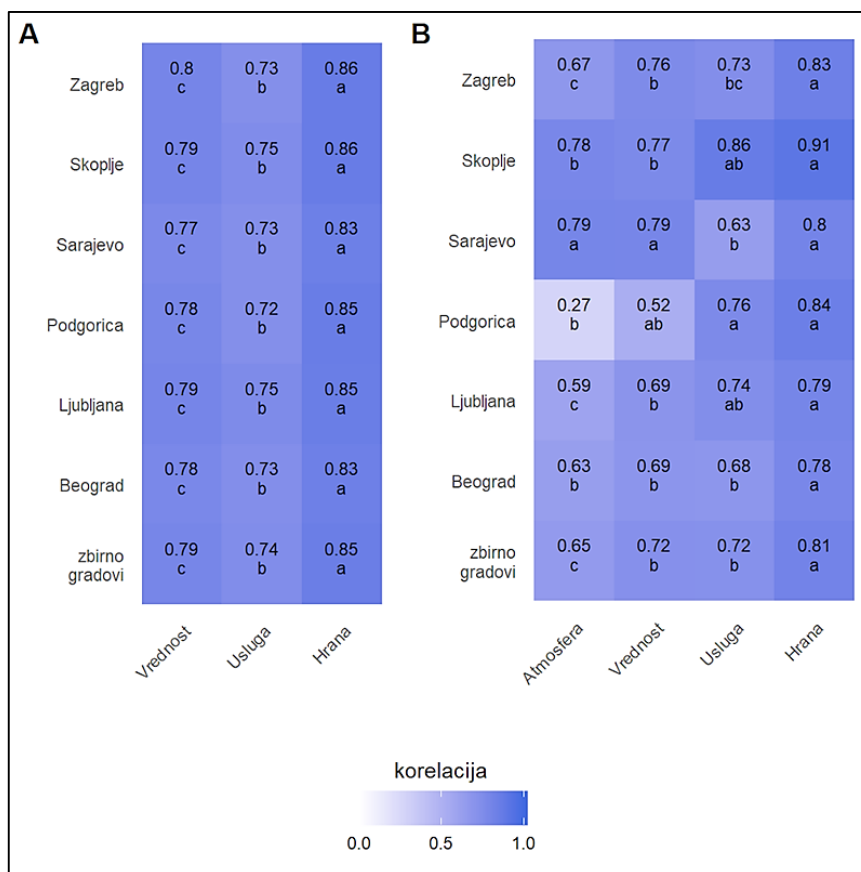 A
Zagreb
0.8 0.73 0.86
c b a
Skoplje
0.79 0.75 0.86
c b a
Sarajevo
0.77 0.73 0.83
c b a
Podgorica
0.78 0.72 0.85
c b a
Ljubljana
0.79 0.75 0.85
c b a
Beograd
0.78 0.73 0.83
c b a
zbirno
gradovi
0.79 0.74 0.85
c b a
Vrednost
Usluga
Hrana
B
Zagreb
0.67 0.76 0.73 0.83
c b bc a
Skoplje
0.78 0.77 0.86 0.91
b b ab a
Sarajevo
0.79 0.79 0.63 0.8
a a b a
Podgorica
0.27 0.52 0.76 0.84
b ab a a
Ljubljana
0.59 0.69 0.74 0.79
c b ab a
Beograd
0.63 0.69 0.68 0.78
b b b a
zbirno
gradovi
0.65 0.72 0.72 0.81
c b b a
Atmosfera
Vrednost
Usluga
Hrana
korelacija
0.0 0.5 1.0